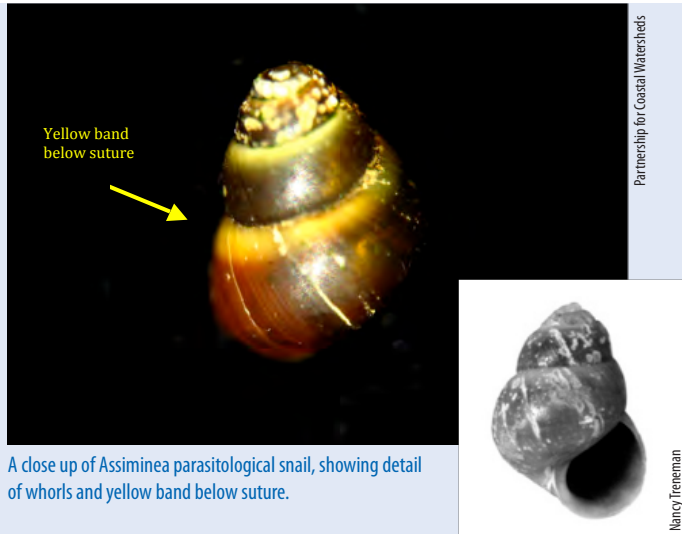 Yellow band
below suture
Partnership for Coastal Watersheds
A close up of Assiminea parasitological snail, showing detail
of whorls and yellow band below suture.
Nancy Treneman